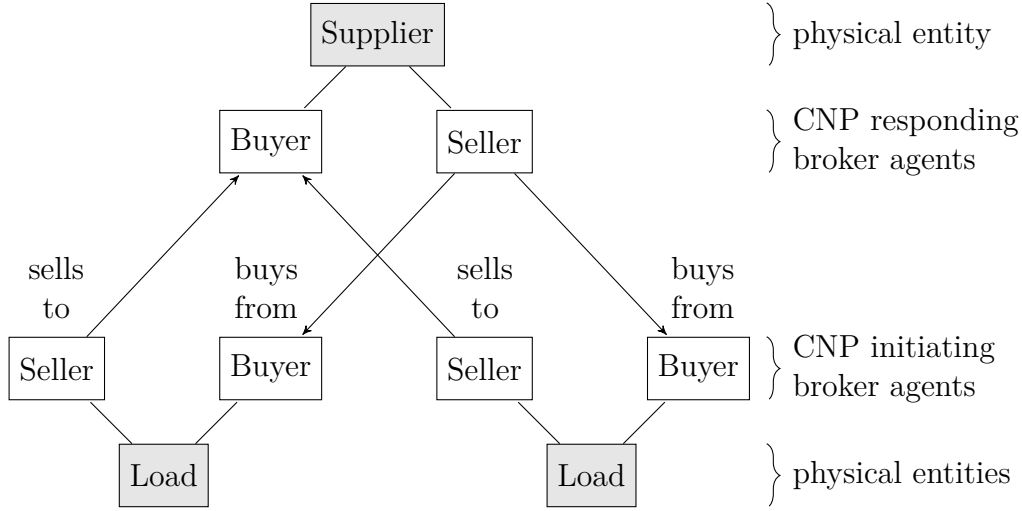 Supplier
physical entity
Buyer
Seller
CNP responding
broker agents
sells
to
buys
from
sells
to
buys
from
Seller
Buyer
Seller
Buyer
CNP initiating
broker agents
Load
Load
physical entities